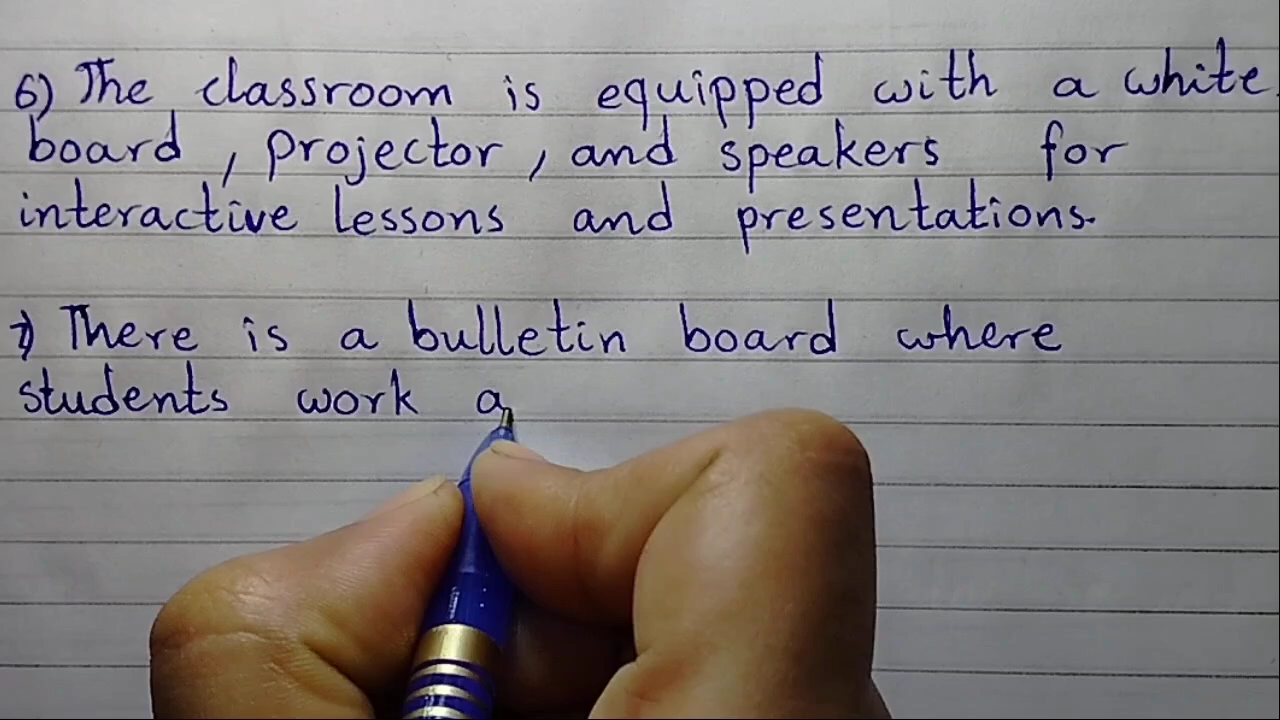 6) The classroom is equipped with a white
board, projector, and speakers for
interactive lessons and presentations.
7) There is a bulletin board where
students work a